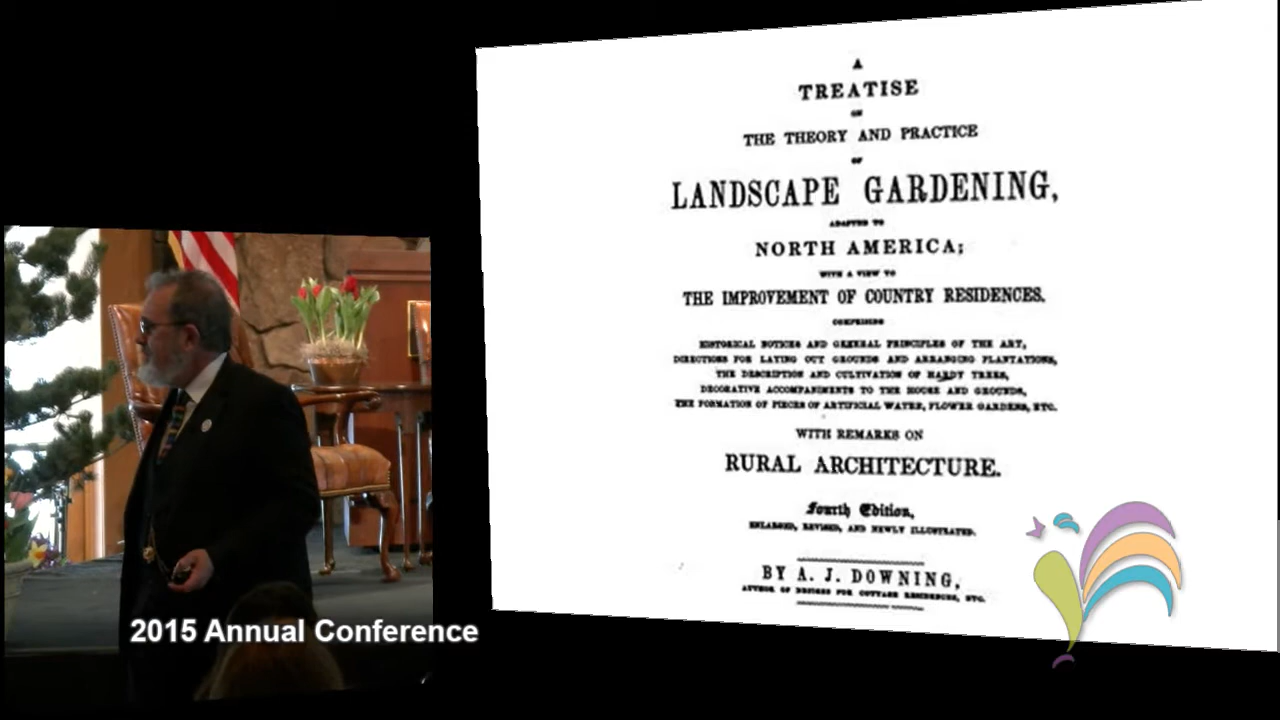 A
TREATISE
ON
THE THEORY AND PRACTICE
OF
LANDSCAPE GARDENING,
ADAPTED TO
NORTH AMERICA;
WITH A VIEW TO
THE IMPROVEMENT OF COUNTRY RESIDENCES.
COMPRISING
HISTORICAL NOTICES AND GENERAL PRINCIPLES OF THE ART,
DIRECTIONS FOR LAYING OUT GROUNDS AND ARRANGING PLANTATIONS,
THE DESCRIPTION AND CULTIVATION OF HARDY TREES,
DECORATIVE ACCOMPANIMENTS TO THE HOUSE AND GROUNDS,
THE FORMATION OF PIECES OF ARTIFICIAL WATER, FLOWER GARDENS, ETC.
WITH REMARKS ON
RURAL ARCHITECTURE.
Fourth Edition,
ENLARGED, REVISED, AND NEWLY ILLUSTRATED.
BY A. J. DOWNING,
AUTHOR OF DESIGNS FOR COTTAGE RESIDENCES, ETC.
2015 Annual Conference